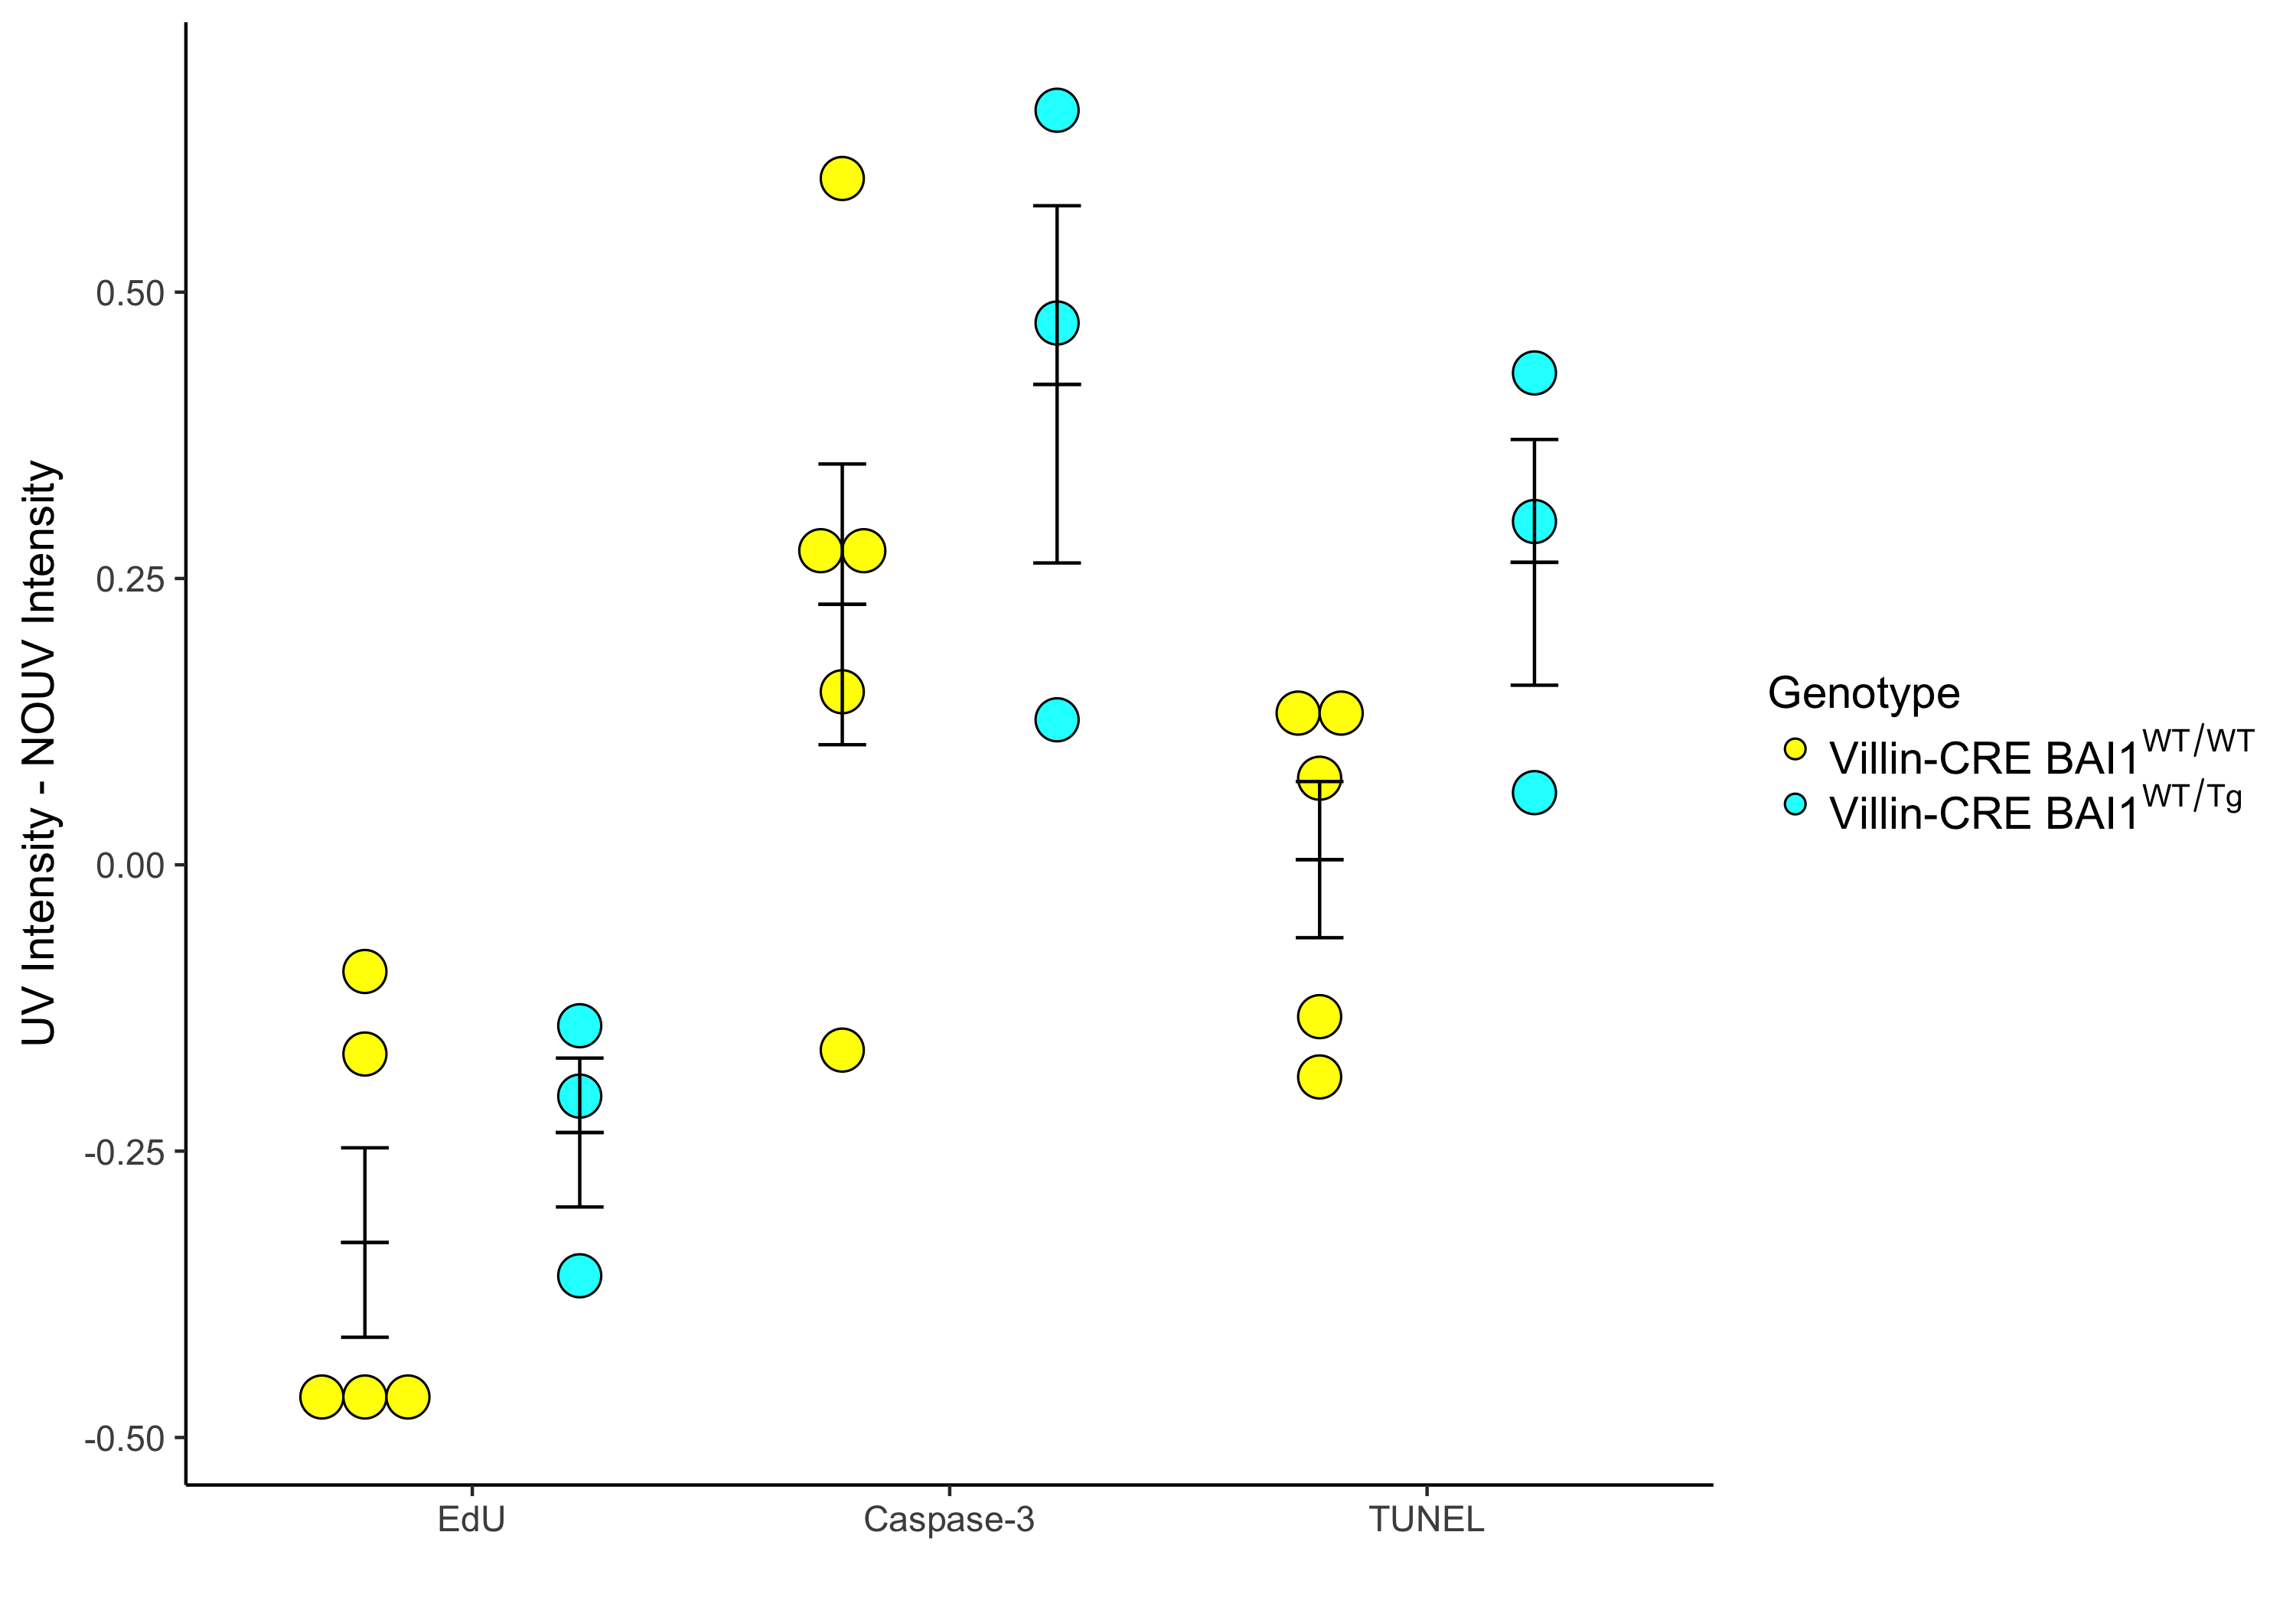 UV Intensity - NOUV Intensity
0.50
0.25
0.00
-0.25
-0.50
EdU
Caspase-3
TUNEL
Genotype
Villin-CRE BAI1WT/WT
Villin-CRE BAI1WT/Tg